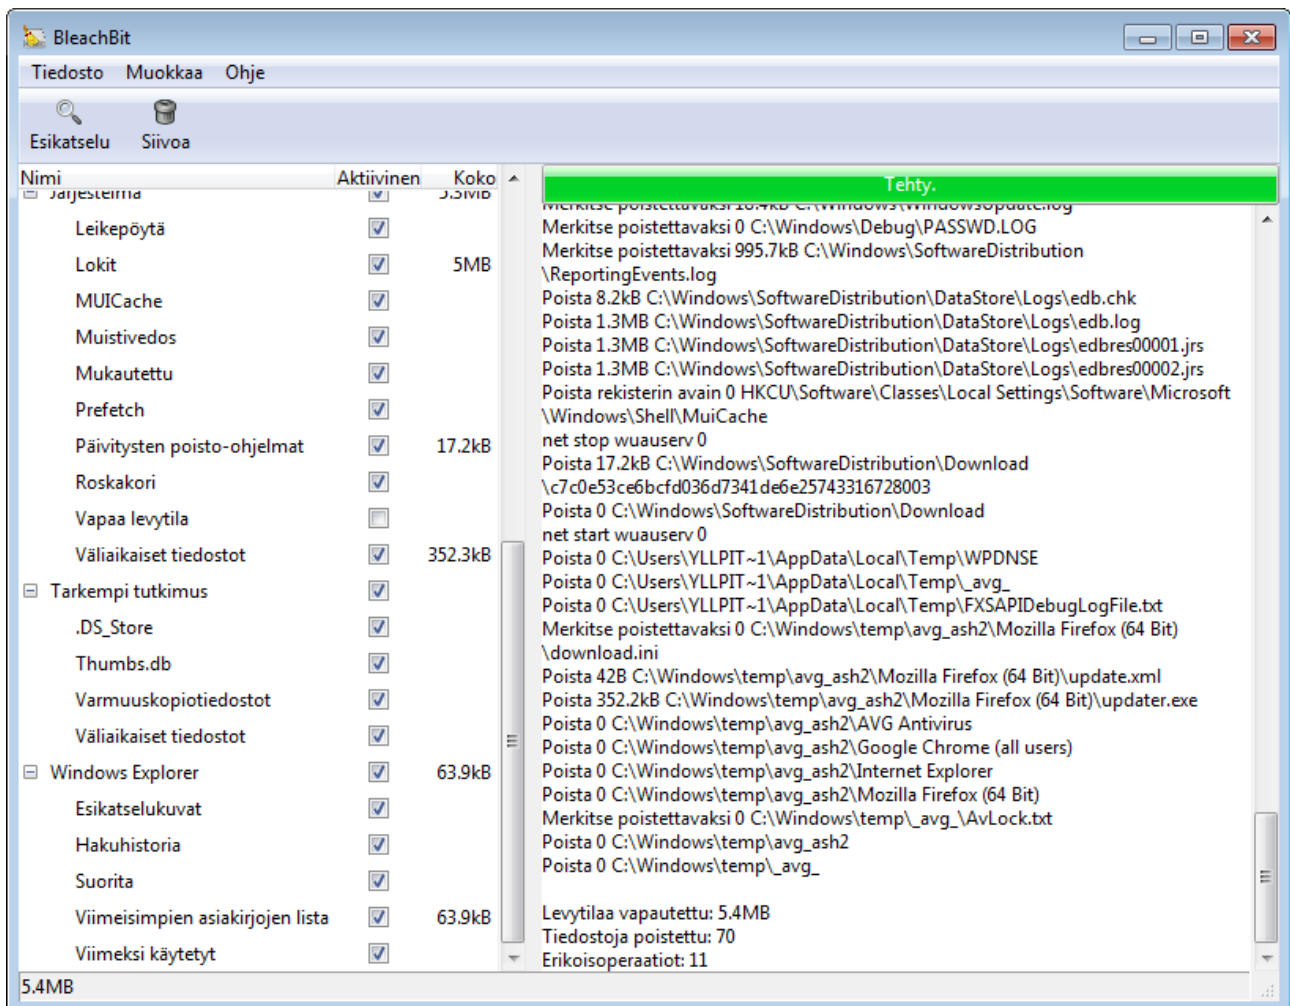 BleachBit
Tiedosto Muokkaa Ohje
Esikatselu Siivoa
Nimi Aktiivinen Koko
Järjestelmä 5.3MB
Leikepöytä
Lokit 5MB
MUICache
Muistivedos
Mukautettu
Prefetch
Päivitysten poisto-ohjelmat 17.2kB
Roskakori
Vapaa levytila
Väliaikaiset tiedostot 352.3kB
Tarkempi tutkimus
.DS_Store
Thumbs.db
Varmuuskopiotiedostot
Väliaikaiset tiedostot
Windows Explorer 63.9kB
Esikatselukuvat
Hakuhistoria
Suorita
Viimeisimpien asiakirjojen lista 63.9kB
Viimeksi käytetyt
Tehty.
Merkitse poistettavaksi 18.4kB C:\Windows\WindowsUpdate.log
Merkitse poistettavaksi 0 C:\Windows\Debug\PASSWD.LOG
Merkitse poistettavaksi 995.7kB C:\Windows\SoftwareDistribution
\ReportingEvents.log
Poista 8.2kB C:\Windows\SoftwareDistribution\DataStore\Logs\edb.chk
Poista 1.3MB C:\Windows\SoftwareDistribution\DataStore\Logs\edb.log
Poista 1.3MB C:\Windows\SoftwareDistribution\DataStore\Logs\edbres00001.jrs
Poista 1.3MB C:\Windows\SoftwareDistribution\DataStore\Logs\edbres00002.jrs
Poista rekisterin avain 0 HKCU\Software\Classes\Local Settings\Software\Microsoft
\Windows\Shell\MuiCache
net stop wuauserv 0
Poista 17.2kB C:\Windows\SoftwareDistribution\Download
\c7c0e53ce6bcfd036d7341de6e25743316728003
Poista 0 C:\Windows\SoftwareDistribution\Download
net start wuauserv 0
Poista 0 C:\Users\YLLPIT~1\AppData\Local\Temp\WPDNSE
Poista 0 C:\Users\YLLPIT~1\AppData\Local\Temp\_avg_
Poista 0 C:\Users\YLLPIT~1\AppData\Local\Temp\FXSAPIDebugLogFile.txt
Merkitse poistettavaksi 0 C:\Windows\temp\avg_ash2\Mozilla Firefox (64 Bit)
\download.ini
Poista 42B C:\Windows\temp\avg_ash2\Mozilla Firefox (64 Bit)\update.xml
Poista 352.2kB C:\Windows\temp\avg_ash2\Mozilla Firefox (64 Bit)\updater.exe
Poista 0 C:\Windows\temp\avg_ash2\AVG Antivirus
Poista 0 C:\Windows\temp\avg_ash2\Google Chrome (all users)
Poista 0 C:\Windows\temp\avg_ash2\Internet Explorer
Poista 0 C:\Windows\temp\avg_ash2\Mozilla Firefox (64 Bit)
Merkitse poistettavaksi 0 C:\Windows\temp\_avg_\AvLock.txt
Poista 0 C:\Windows\temp\avg_ash2
Poista 0 C:\Windows\temp\_avg_
Levytilaa vapautettu: 5.4MB
Tiedostoja poistettu: 70
Erikoisoperaatiot: 11
5.4MB